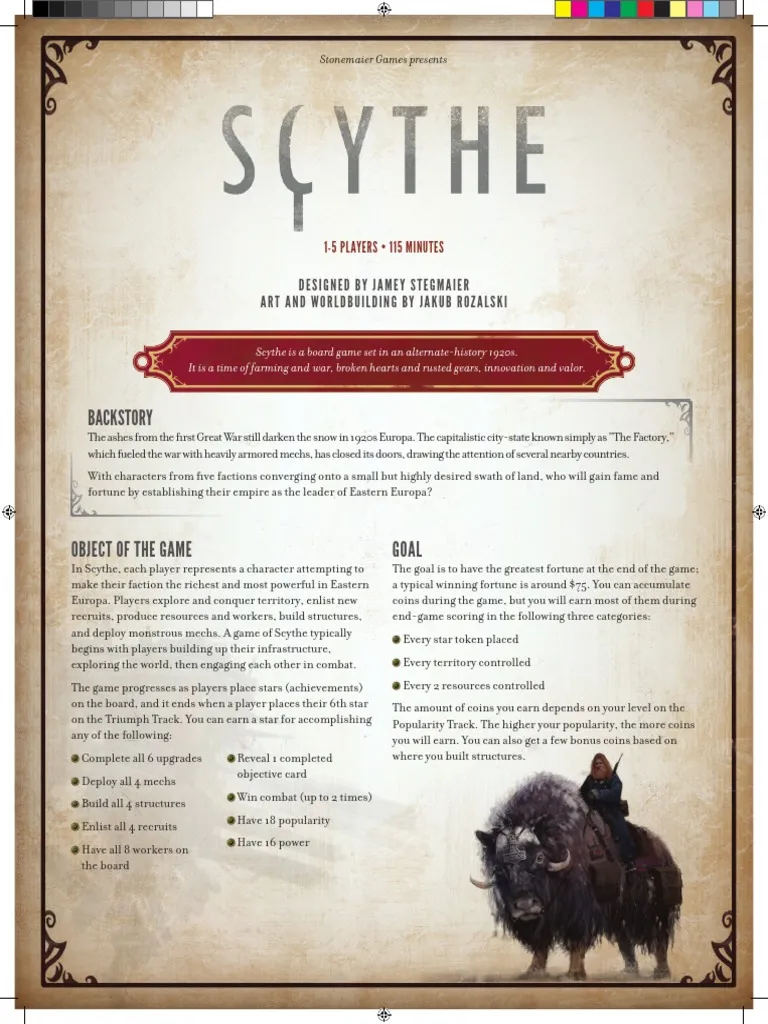 Stonemaier Games presents
SCYTHE
1-5 PLAYERS • 115 MINUTES
DESIGNED BY JAMEY STEGMAIER
ART AND WORLDBUILDING BY JAKUB ROZALSKI
Scythe is a board game set in an alternate-history 1920s.
It is a time of farming and war, broken hearts and rusted gears, innovation and valor.
BACKSTORY
The ashes from the first Great War still darken the snow in 1920s Europa. The capitalistic city-state known simply as "The Factory,"
which fueled the war with heavily armored mechs, has closed its doors, drawing the attention of several nearby countries.
With characters from five factions converging onto a small but highly desired swath of land, who will gain fame and
fortune by establishing their empire as the leader of Eastern Europa?
OBJECT OF THE GAME
In Scythe, each player represents a character attempting to
make their faction the richest and most powerful in Eastern
Europa. Players explore and conquer territory, enlist new
recruits, produce resources and workers, build structures,
and deploy monstrous mechs. A game of Scythe typically
begins with players building up their infrastructure,
exploring the world, then engaging each other in combat.
The game progresses as players place stars (achievements)
on the board, and it ends when a player places their 6th star
on the Triumph Track. You can earn a star for accomplishing
any of the following:
Complete all 6 upgrades
Deploy all 4 mechs
Build all 4 structures
Enlist all 4 recruits
Have all 8 workers on
the board
Reveal 1 completed
objective card
Win combat (up to 2 times)
Have 18 popularity
Have 16 power
GOAL
The goal is to have the greatest fortune at the end of the game;
a typical winning fortune is around $75. You can accumulate
coins during the game, but you will earn most of them during
end-game scoring in the following three categories:
Every star token placed
Every territory controlled
Every 2 resources controlled
The amount of coins you earn depends on your level on the
Popularity Track. The higher your popularity, the more coins
you will earn. You can also get a few bonus coins based on
where you built structures.